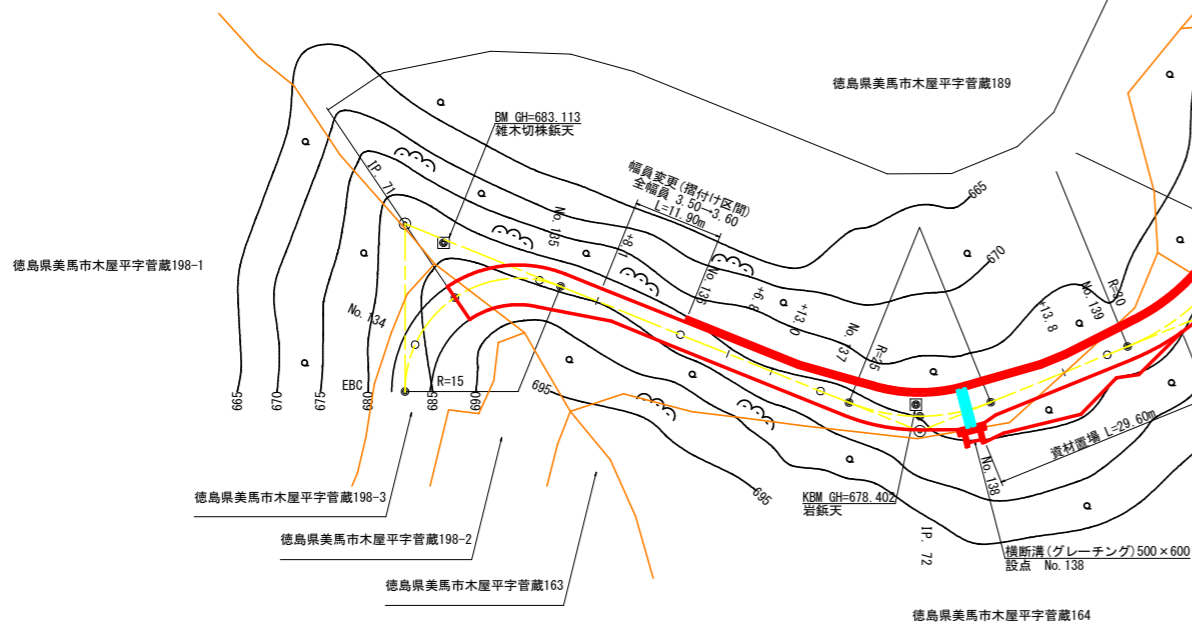 徳島県美馬市木屋平字菅蔵189
BM GH=683.113
雑木切株鋲天
幅員変更(摺付け区間)
全幅員 3.50→3.60
L=11.90m
665
IP. 71
No.135
+8.1
670
徳島県美馬市木屋平字菅蔵198-1
No.136
+6.8
+13.0
R=30
No.139
+13.8
No.134
No.137
R=25
EBC
R=15
665
670
675
680
685
690
695
資材置場 L=29.60m
695
No.138
徳島県美馬市木屋平字菅蔵198-3
KBM GH=678.402
岩鋲天
徳島県美馬市木屋平字菅蔵198-2
IP. 72
横断溝(グレーチング)500×600
設点 No.138
徳島県美馬市木屋平字菅蔵163
徳島県美馬市木屋平字菅蔵164